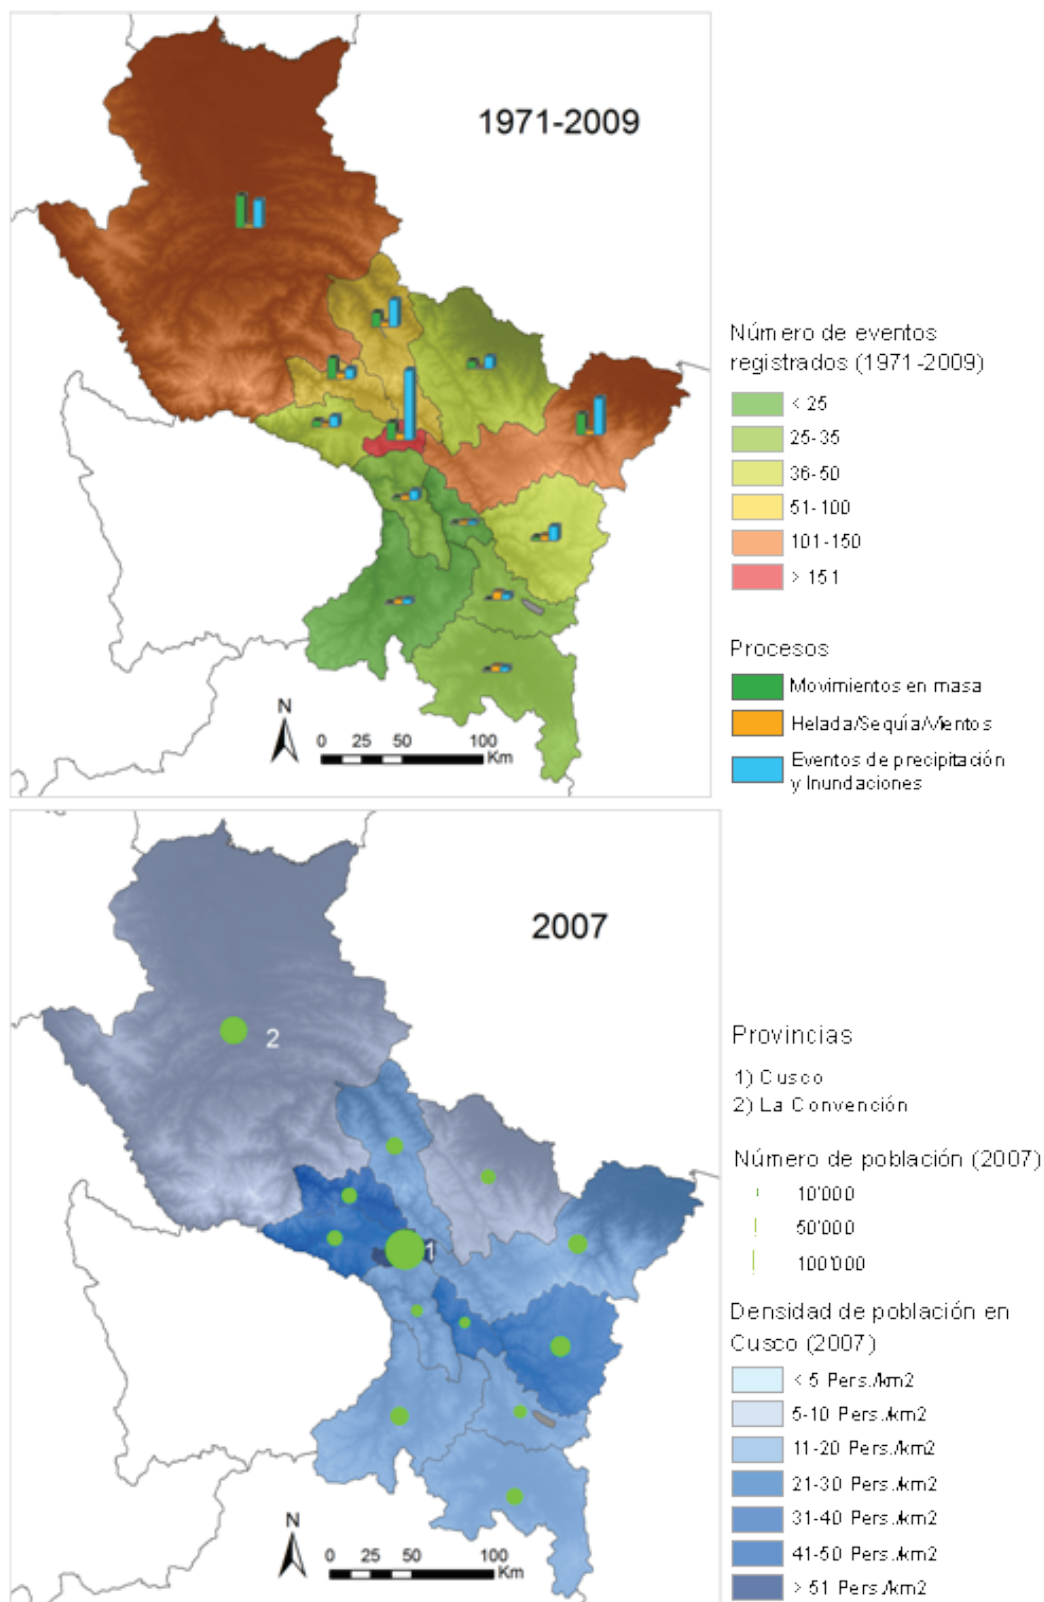 1971-2009
Número de eventos
registrados (1971-2009)
< 25
25-35
36-50
51-100
101-150
> 151
Procesos
Movimientos en masa
Helada/Sequía/Vientos
Eventos de precipitación
y Inundaciones
N
0 25 50 100
Km
2007
2
1
Provincias
1) Cusco
2) La Convención
Número de población (2007)
10'000
50'000
100'000
Densidad de población en
Cusco (2007)
< 5 Pers./km2
5-10 Pers./km2
11-20 Pers./km2
21-30 Pers./km2
31-40 Pers./km2
41-50 Pers./km2
> 51 Pers./km2
N
0 25 50 100
Km